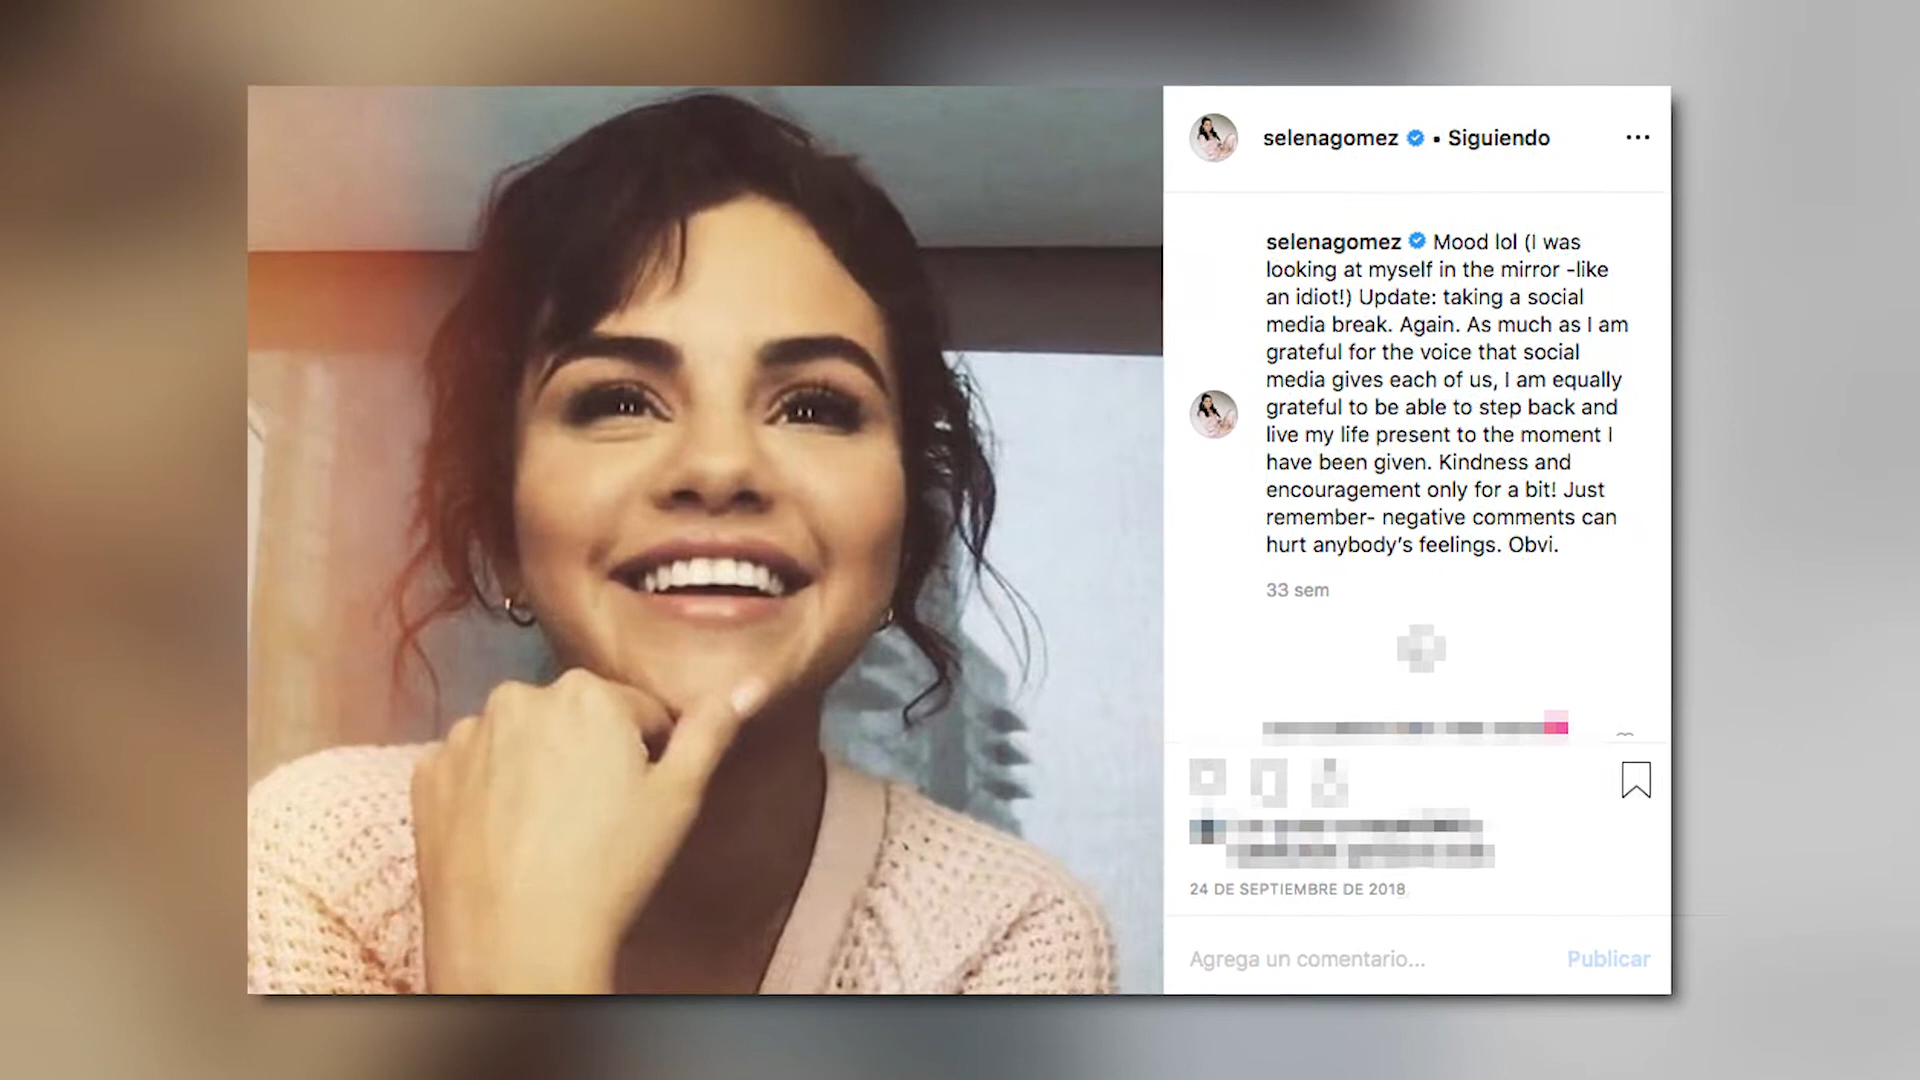 selenagomez • Siguiendo
selenagomez Mood lol (I was
looking at myself in the mirror -like
an idiot!) Update: taking a social
media break. Again. As much as I am
grateful for the voice that social
media gives each of us, I am equally
grateful to be able to step back and
live my life present to the moment I
have been given. Kindness and
encouragement only for a bit! Just
remember- negative comments can
hurt anybody's feelings. Obvi.
33 sem
24 DE SEPTIEMBRE DE 2018
Agrega un comentario...
Publicar